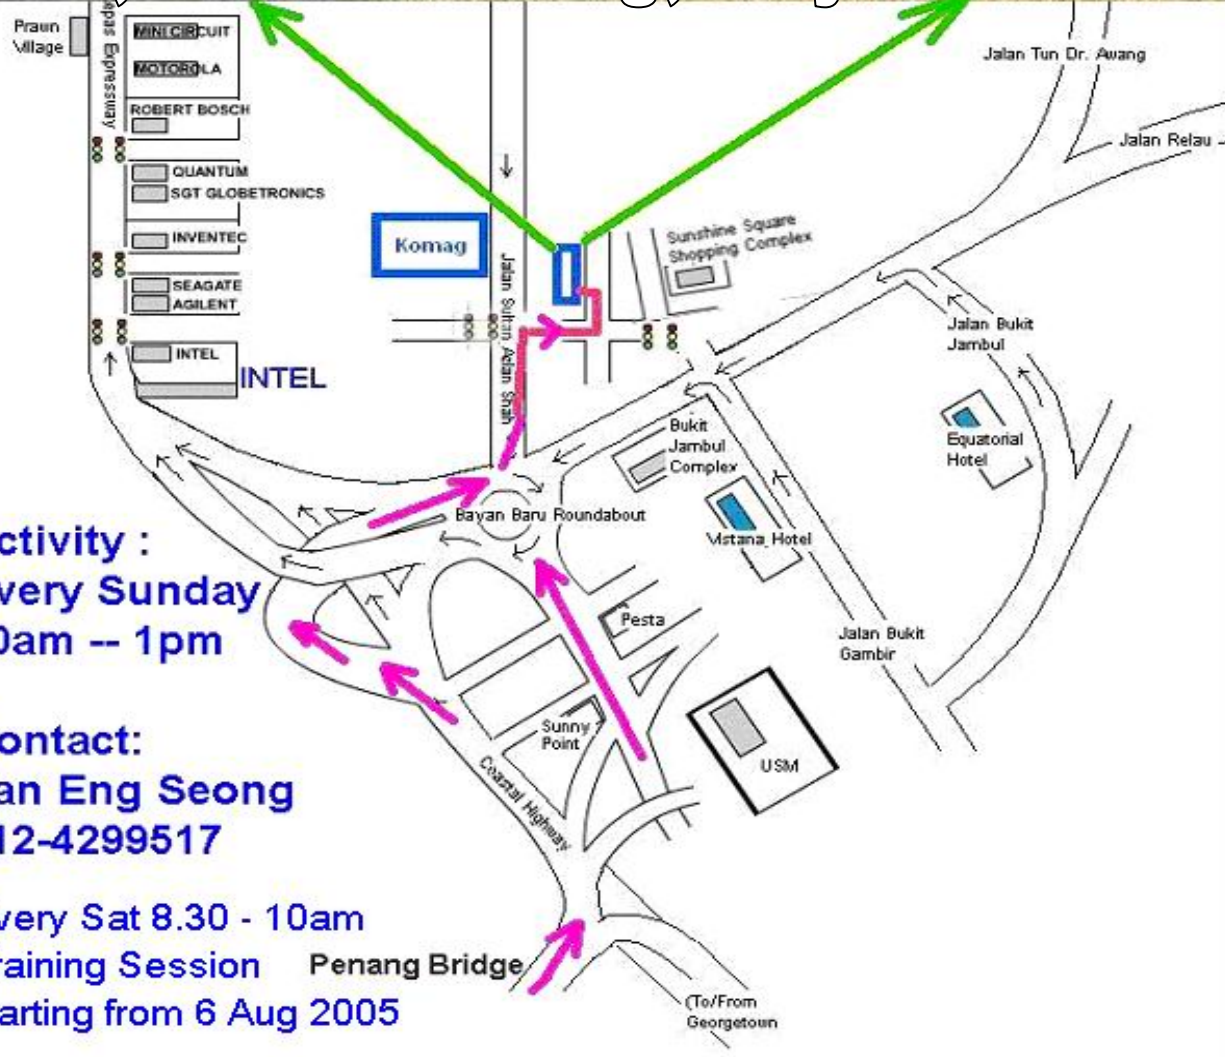 Prawn
Village
apas Expressway
MINI CIRCUIT
MOTOROLA
ROBERT BOSCH
QUANTUM
SGT GLOBETRONICS
INVENTEC
SEAGATE
AGILENT
INTEL
INTEL
Komag
Jalan Sultan Azlan Shah
Sunshine Square
Shopping Complex
Jalan Tun Dr. Awang
Jalan Relau
Jalan Bukit
Jambul
Equatorial
Hotel
Bukit
Jambul
Complex
Vistana Hotel
Bayan Baru Roundabout
Pesta
Jalan Bukit
Gambir
Sunny
Point
USM
Coastal Highway
ctivity :
very Sunday
0am -- 1pm
ontact:
an Eng Seong
12-4299517
very Sat 8.30 - 10am
raining Session
arting from 6 Aug 2005
Penang Bridge
(To/From
Georgetown